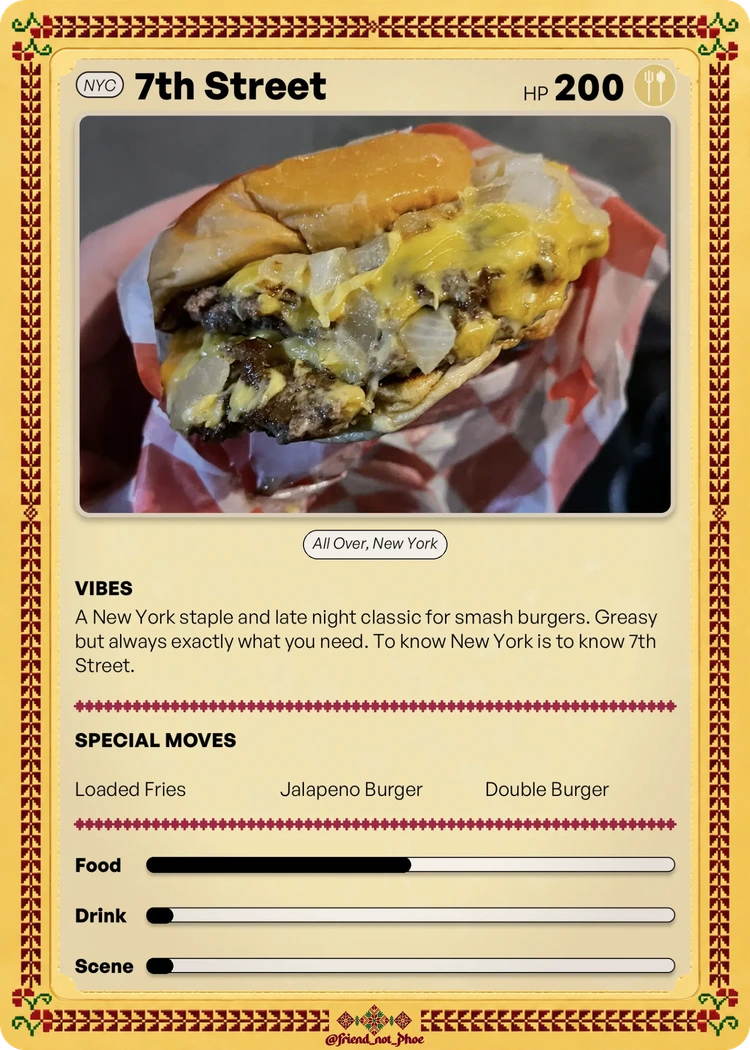 NYC 7th Street HP 200
All Over, New York
VIBES
A New York staple and late night classic for smash burgers. Greasy
but always exactly what you need. To know New York is to know 7th
Street.
SPECIAL MOVES
Loaded Fries Jalapeno Burger Double Burger
Food
Drink
Scene
@friend_not_phoe